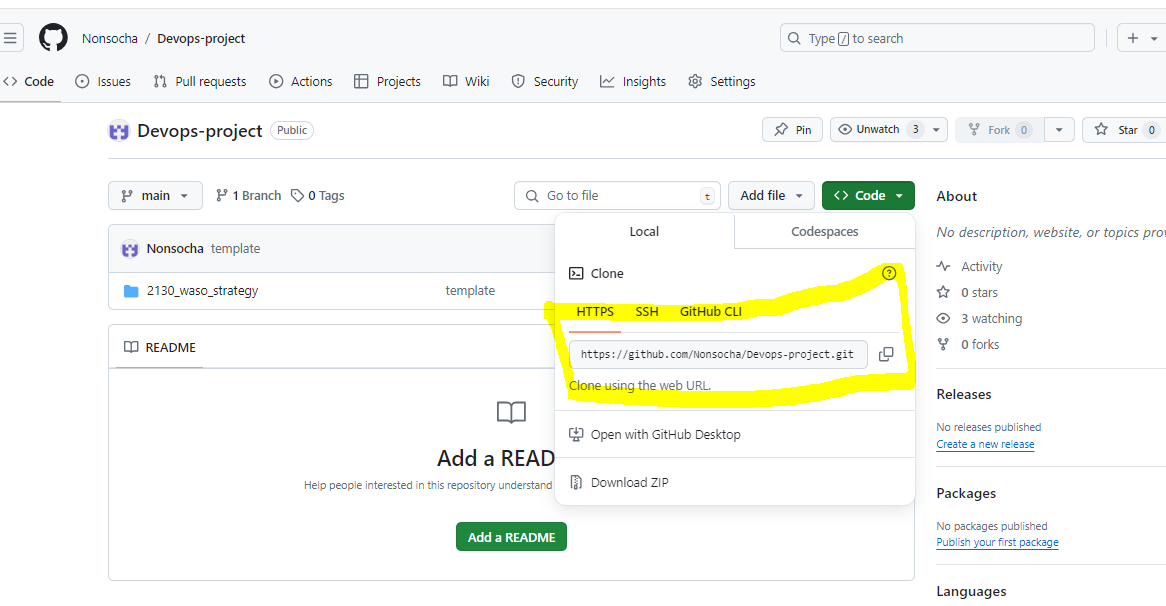 Nonsocha / Devops-project
Type / to search
Code Issues Pull requests Actions Projects Wiki Security Insights Settings
Devops-project Public
Pin Unwatch 3 Fork 0 Star 0
main 1 Branch 0 Tags
Go to file t Add file Code
Nonsocha template
2130_waso_strategy template
README
Add a READ
Help people interested in this repository understand
Add a README
Local Codespaces
Clone
HTTPS SSH GitHub CLI
https://github.com/Nonsocha/Devops-project.git
Clone using the web URL.
Open with GitHub Desktop
Download ZIP
About
No description, website, or topics prov
Activity
0 stars
3 watching
0 forks
Releases
No releases published
Create a new release
Packages
No packages published
Publish your first package
Languages